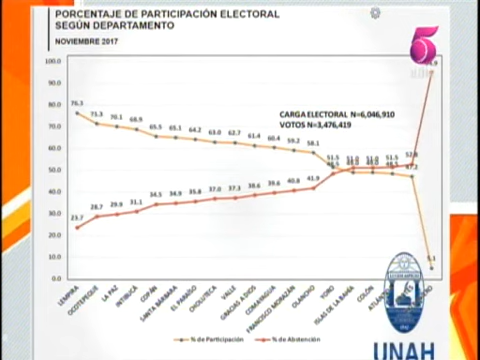 PORCENTAJE DE PARTICIPACIÓN ELECTORAL
SEGÚN DEPARTAMENTO
NOVIEMBRE 2017
5
CARGA ELECTORAL N=6,046,910
VOTOS N=3,476,419
100.0
90.0
80.0
70.0
60.0
50.0
40.0
30.0
20.0
10.0
0.0
76.3 71.3 70.1 68.9 65.5 65.1 64.2 63.0 62.7 61.4 60.4 59.2 58.1 51.5 51.0 51.0 51.5 52.8
23.7 28.7 29.9 31.1 34.5 34.9 35.8 37.0 37.3 38.6 39.6 40.8 41.9 48.5 47.2 5.1
LEMPIRA
OCOTEPEQUE
LA PAZ
INTIBUCÁ
COPÁN
SANTA BÁRBARA
EL PARAÍSO
CHOLUTECA
VALLE
GRACIAS A DIOS
COMAYAGUA
FRANCISCO MORAZÁN
OLANCHO
YORO
ISLAS DE LA BAHÍA
COLÓN
% de Participación
% de Abstención
UNAH